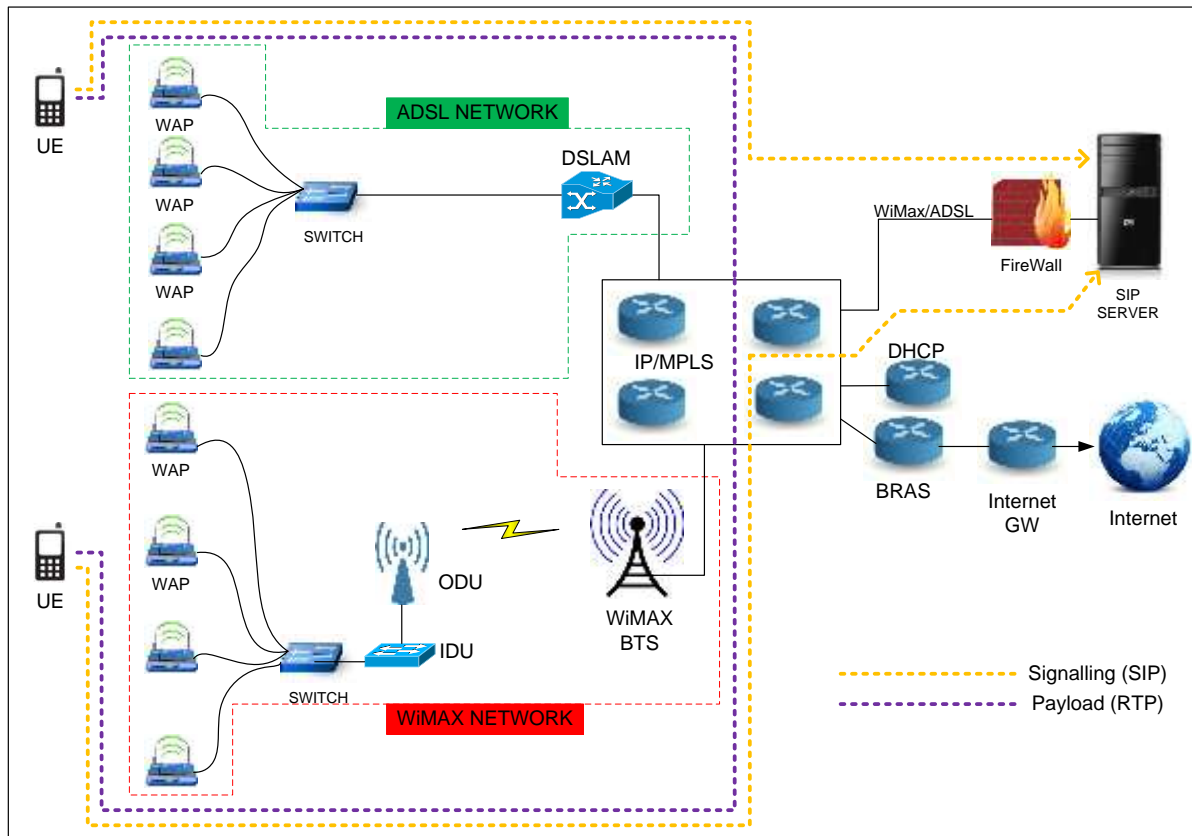 UE
WAP
WAP
WAP
SWITCH
ADSL NETWORK
DSLAM
WiMax/ADSL
FireWall
SIP
SERVER
IP/MPLS
DHCP
BRAS
Internet
GW
Internet
WAP
WAP
UE
ODU
IDU
SWITCH
WiMAX
BTS
WiMAX NETWORK
Signalling (SIP)
Payload (RTP)